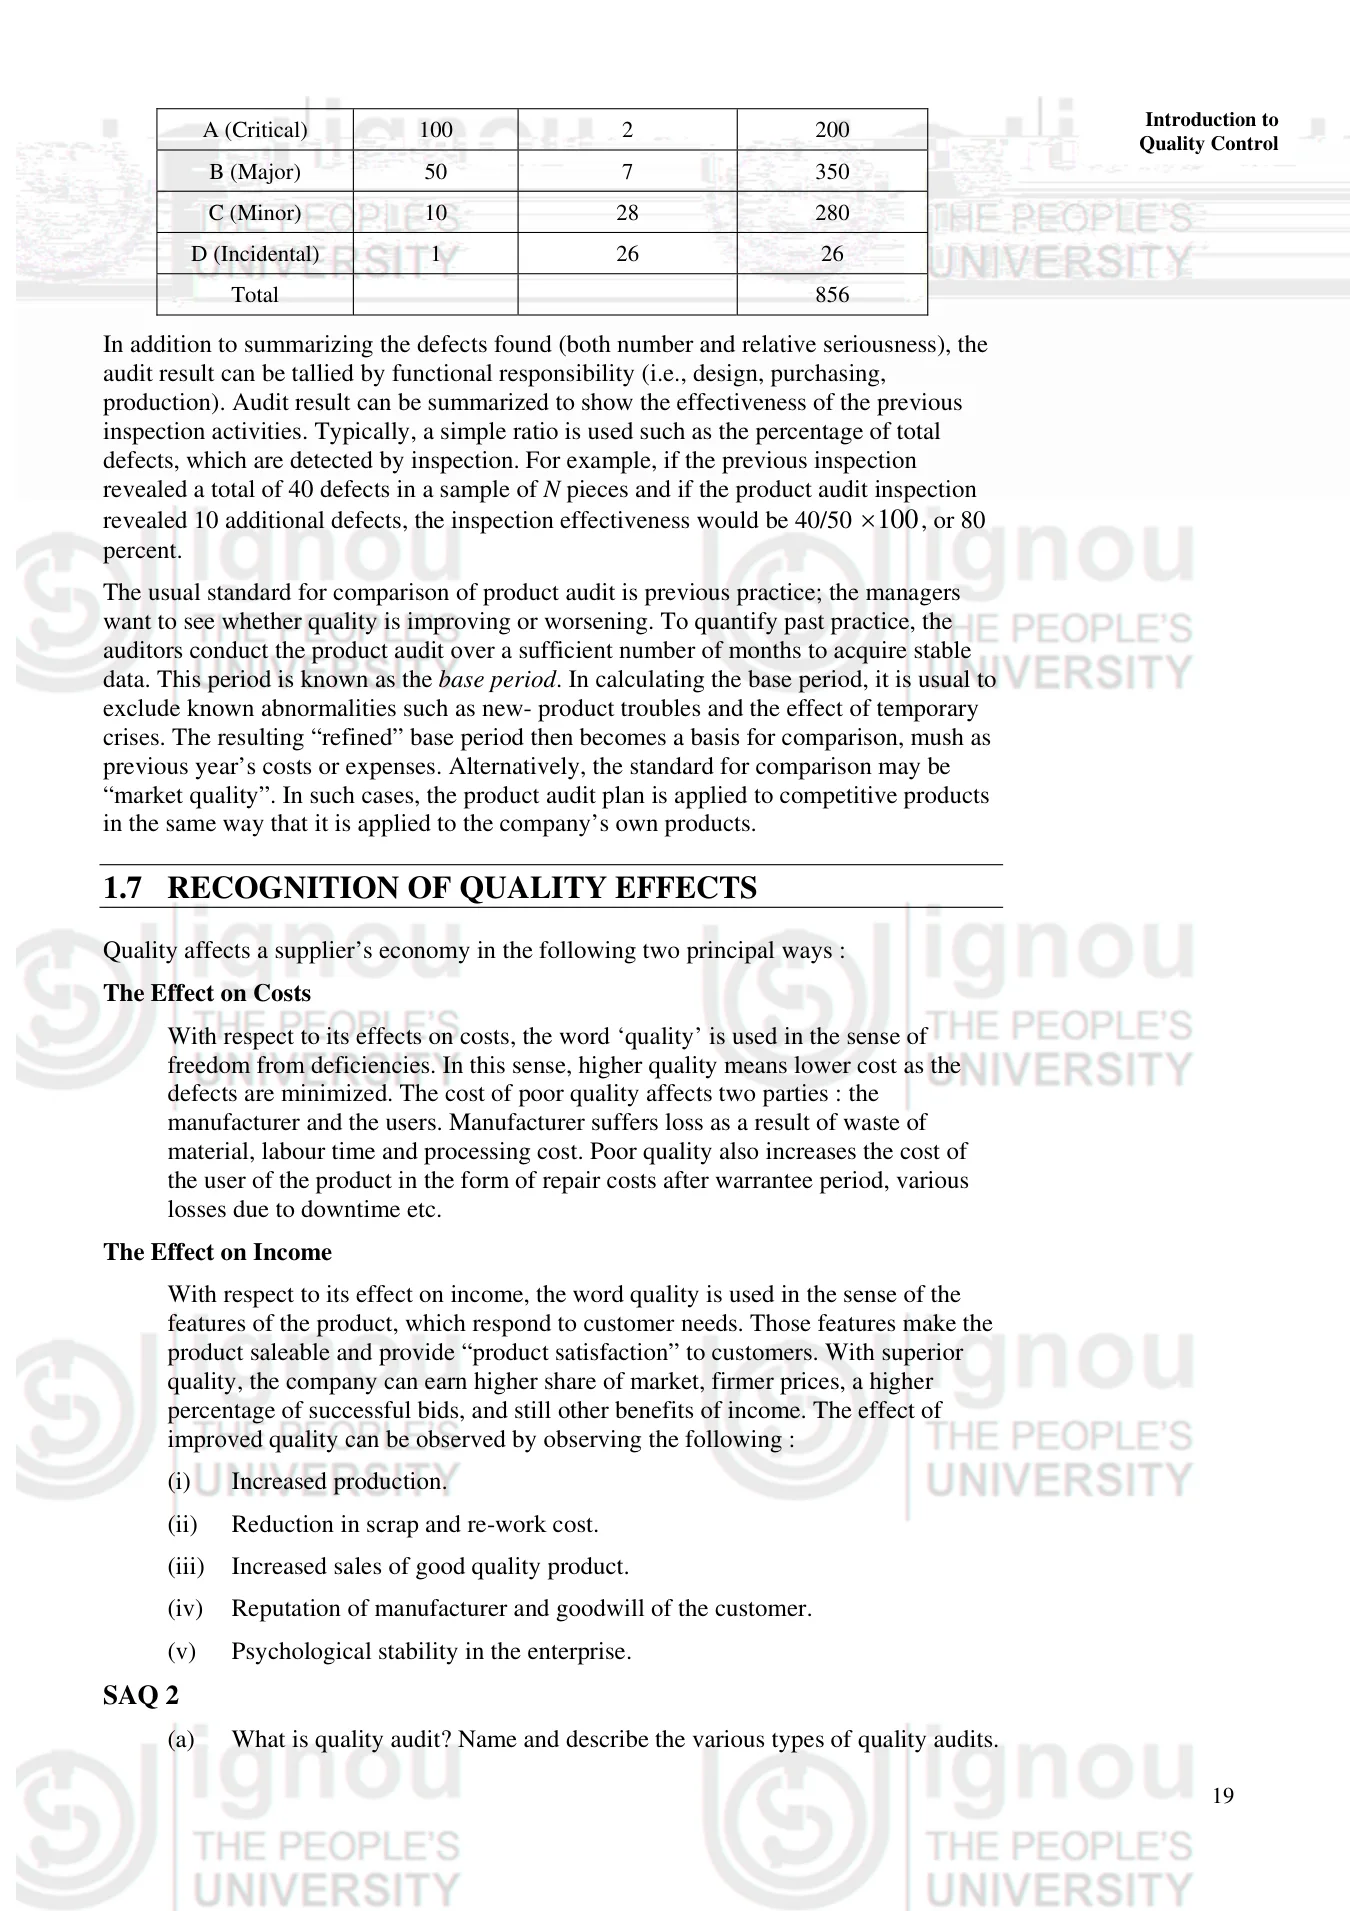 Introduction to
Quality Control
A (Critical) 100 2 200
B (Major) 50 7 350
C (Minor) 10 28 280
D (Incidental) 1 26 26
Total 856
In addition to summarizing the defects found (both number and relative seriousness), the
audit result can be tallied by functional responsibility (i.e., design, purchasing,
production). Audit result can be summarized to show the effectiveness of the previous
inspection activities. Typically, a simple ratio is used such as the percentage of total
defects, which are detected by inspection. For example, if the previous inspection
revealed a total of 40 defects in a sample of N pieces and if the product audit inspection
revealed 10 additional defects, the inspection effectiveness would be 40/50 ×100, or 80
percent.
The usual standard for comparison of product audit is previous practice; the managers
want to see whether quality is improving or worsening. To quantify past practice, the
auditors conduct the product audit over a sufficient number of months to acquire stable
data. This period is known as the base period. In calculating the base period, it is usual to
exclude known abnormalities such as new- product troubles and the effect of temporary
crises. The resulting “refined” base period then becomes a basis for comparison, mush as
previous year’s costs or expenses. Alternatively, the standard for comparison may be
“market quality”. In such cases, the product audit plan is applied to competitive products
in the same way that it is applied to the company’s own products.
1.7 RECOGNITION OF QUALITY EFFECTS
Quality affects a supplier’s economy in the following two principal ways :
The Effect on Costs
With respect to its effects on costs, the word ‘quality’ is used in the sense of
freedom from deficiencies. In this sense, higher quality means lower cost as the
defects are minimized. The cost of poor quality affects two parties : the
manufacturer and the users. Manufacturer suffers loss as a result of waste of
material, labour time and processing cost. Poor quality also increases the cost of
the user of the product in the form of repair costs after warrantee period, various
losses due to downtime etc.
The Effect on Income
With respect to its effect on income, the word quality is used in the sense of the
features of the product, which respond to customer needs. Those features make the
product saleable and provide “product satisfaction” to customers. With superior
quality, the company can earn higher share of market, firmer prices, a higher
percentage of successful bids, and still other benefits of income. The effect of
improved quality can be observed by observing the following :
(i) Increased production.
(ii) Reduction in scrap and re-work cost.
(iii) Increased sales of good quality product.
(iv) Reputation of manufacturer and goodwill of the customer.
(v) Psychological stability in the enterprise.
SAQ 2
(a) What is quality audit? Name and describe the various types of quality audits.
19
ignou
THE PEOPLE’S
UNIVERSITY